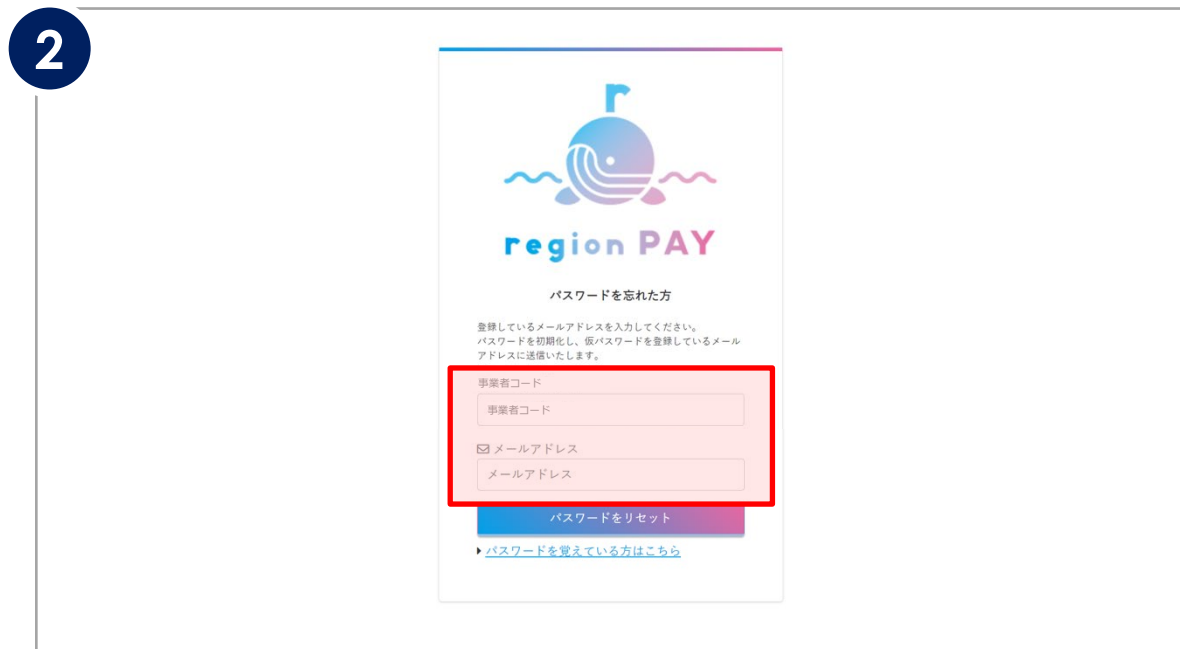 2
r
region PAY
パスワードを忘れた方
登録しているメールアドレスを入力してください。
パスワードを初期化し、仮パスワードを登録しているメール
アドレスに送信いたします。
事業者コード
事業者コード
メールアドレス
メールアドレス
パスワードをリセット
パスワードを覚えている方はこちら